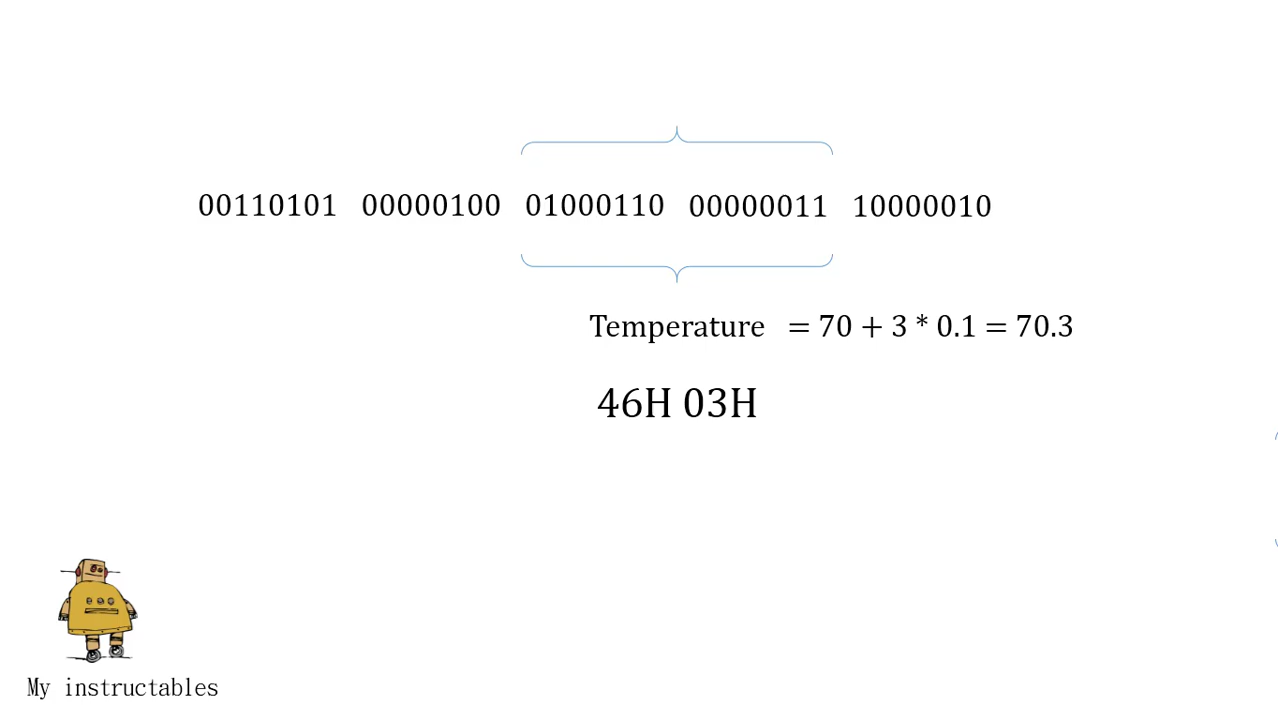 00110101 00000100 01000110 00000011 10000010
Temperature = 70 + 3 * 0.1 = 70.3
46H 03H
My instructables